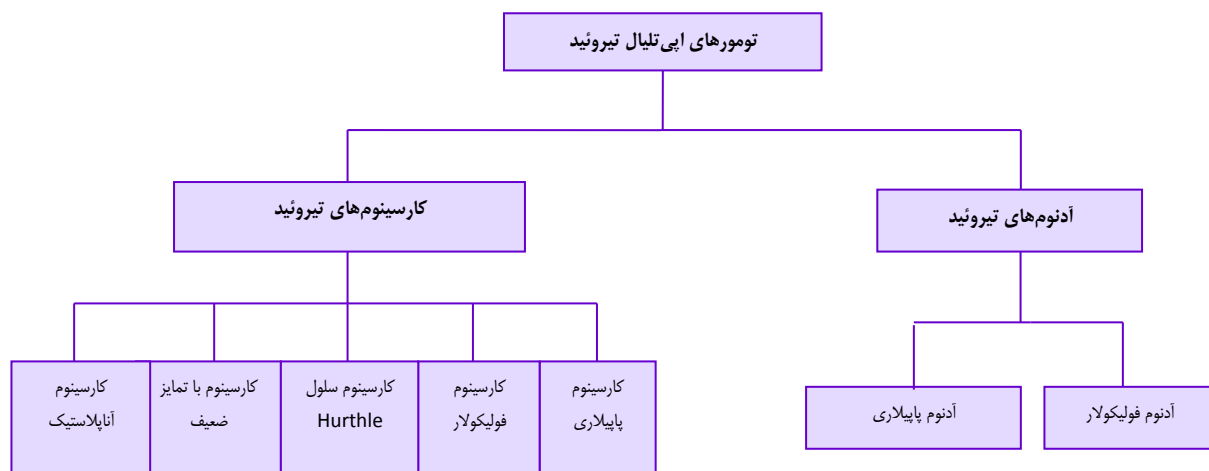 تومورهای اپی‌تلیال تیروئید
آدنوم‌های تیروئید
کارسینوم‌های تیروئید
آدنوم فولیکولار
آدنوم پاپیلاری
کارسینوم
پاپیلاری
کارسینوم
فولیکولار
کارسینوم سلول
Hurthle
کارسینوم با تمایز
ضعیف
کارسینوم
آناپلاستیک